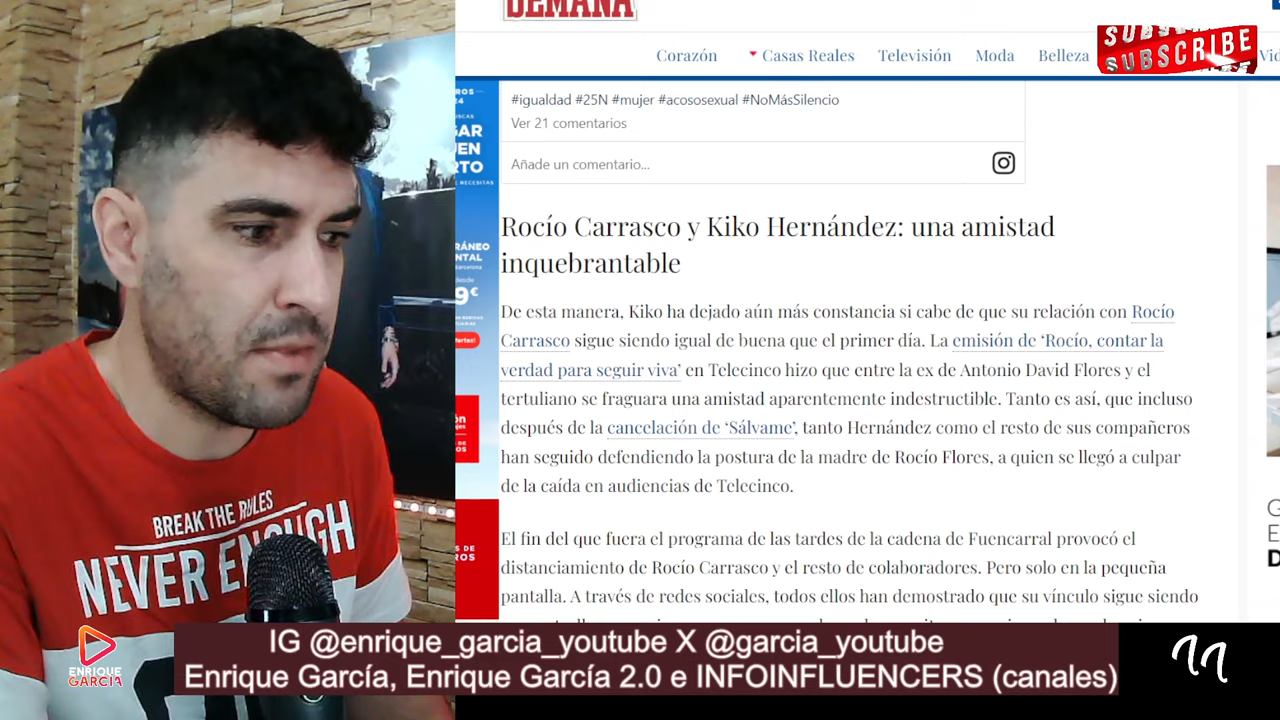 SEMANA
Corazón
Casas Reales
Televisión
Moda
Belleza
SUBSCRIBE
SUBSCRIBE
#igualdad #25N #mujer #acososexual #NoMásSilencio
Ver 21 comentarios
Añade un comentario...
Rocío Carrasco y Kiko Hernández: una amistad
inquebrantable
De esta manera, Kiko ha dejado aún más constancia si cabe de que su relación con Rocío
Carrasco sigue siendo igual de buena que el primer día. La emisión de ‘Rocío, contar la
verdad para seguir viva’ en Telecinco hizo que entre la ex de Antonio David Flores y el
tertuliano se fraguara una amistad aparentemente indestructible. Tanto es así, que incluso
después de la cancelación de ‘Sálvame’, tanto Hernández como el resto de sus compañeros
han seguido defendiendo la postura de la madre de Rocío Flores, a quien se llegó a culpar
de la caída en audiencias de Telecinco.
El fin del que fuera el programa de las tardes de la cadena de Fuencarral provocó el
distanciamiento de Rocío Carrasco y el resto de colaboradores. Pero solo en la pequeña
pantalla. A través de redes sociales, todos ellos han demostrado que su vínculo sigue siendo
BREAK THE RULES
NEVER ENOUGH
ENRIQUE
GARCÍA
IG @enrique_garcia_youtube X @garcia_youtube
Enrique García, Enrique García 2.0 e INFOINFLUENCERS (canales)